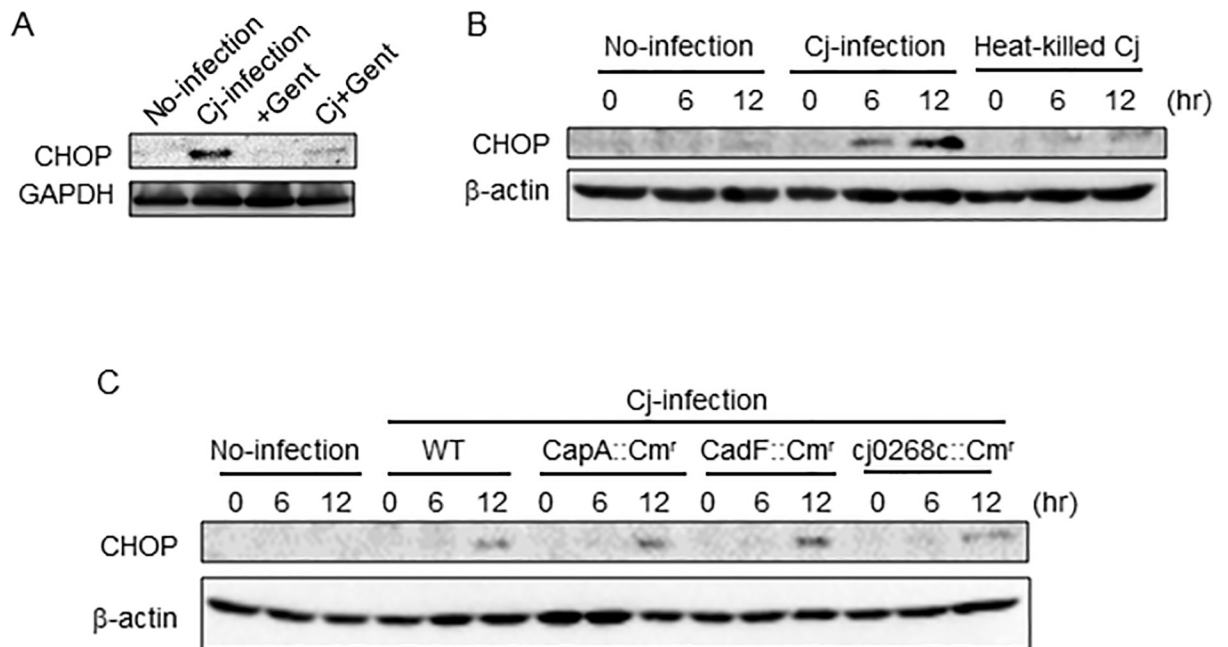 A
No-infection
Cj-infection
+Gent
Cj+Gent
CHOP
GAPDH
B
No-infection Cj-infection Heat-killed Cj
0 6 12 0 6 12 0 6 12 (hr)
CHOP
β-actin
C
Cj-infection
No-infection WT CapA::Cmʳ CadF::Cmʳ cj0268c::Cmʳ
0 6 12 0 6 12 0 6 12 0 6 12 0 6 12 (hr)
CHOP
β-actin